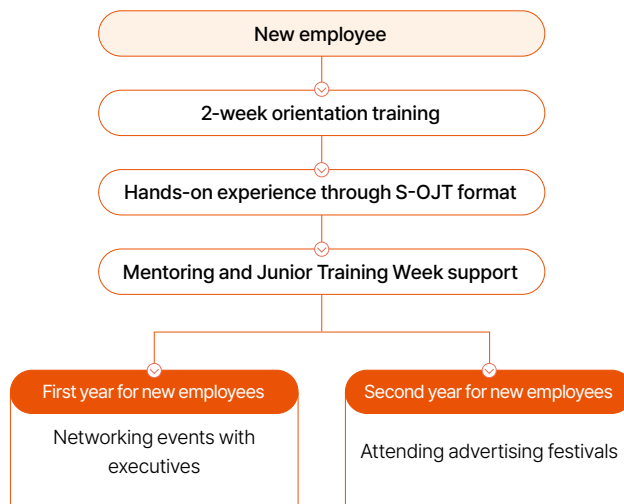 New employee
2-week orientation training
Hands-on experience through S-OJT format
Mentoring and Junior Training Week support
First year for new employees
Networking events with
executives
Second year for new employees
Attending advertising festivals